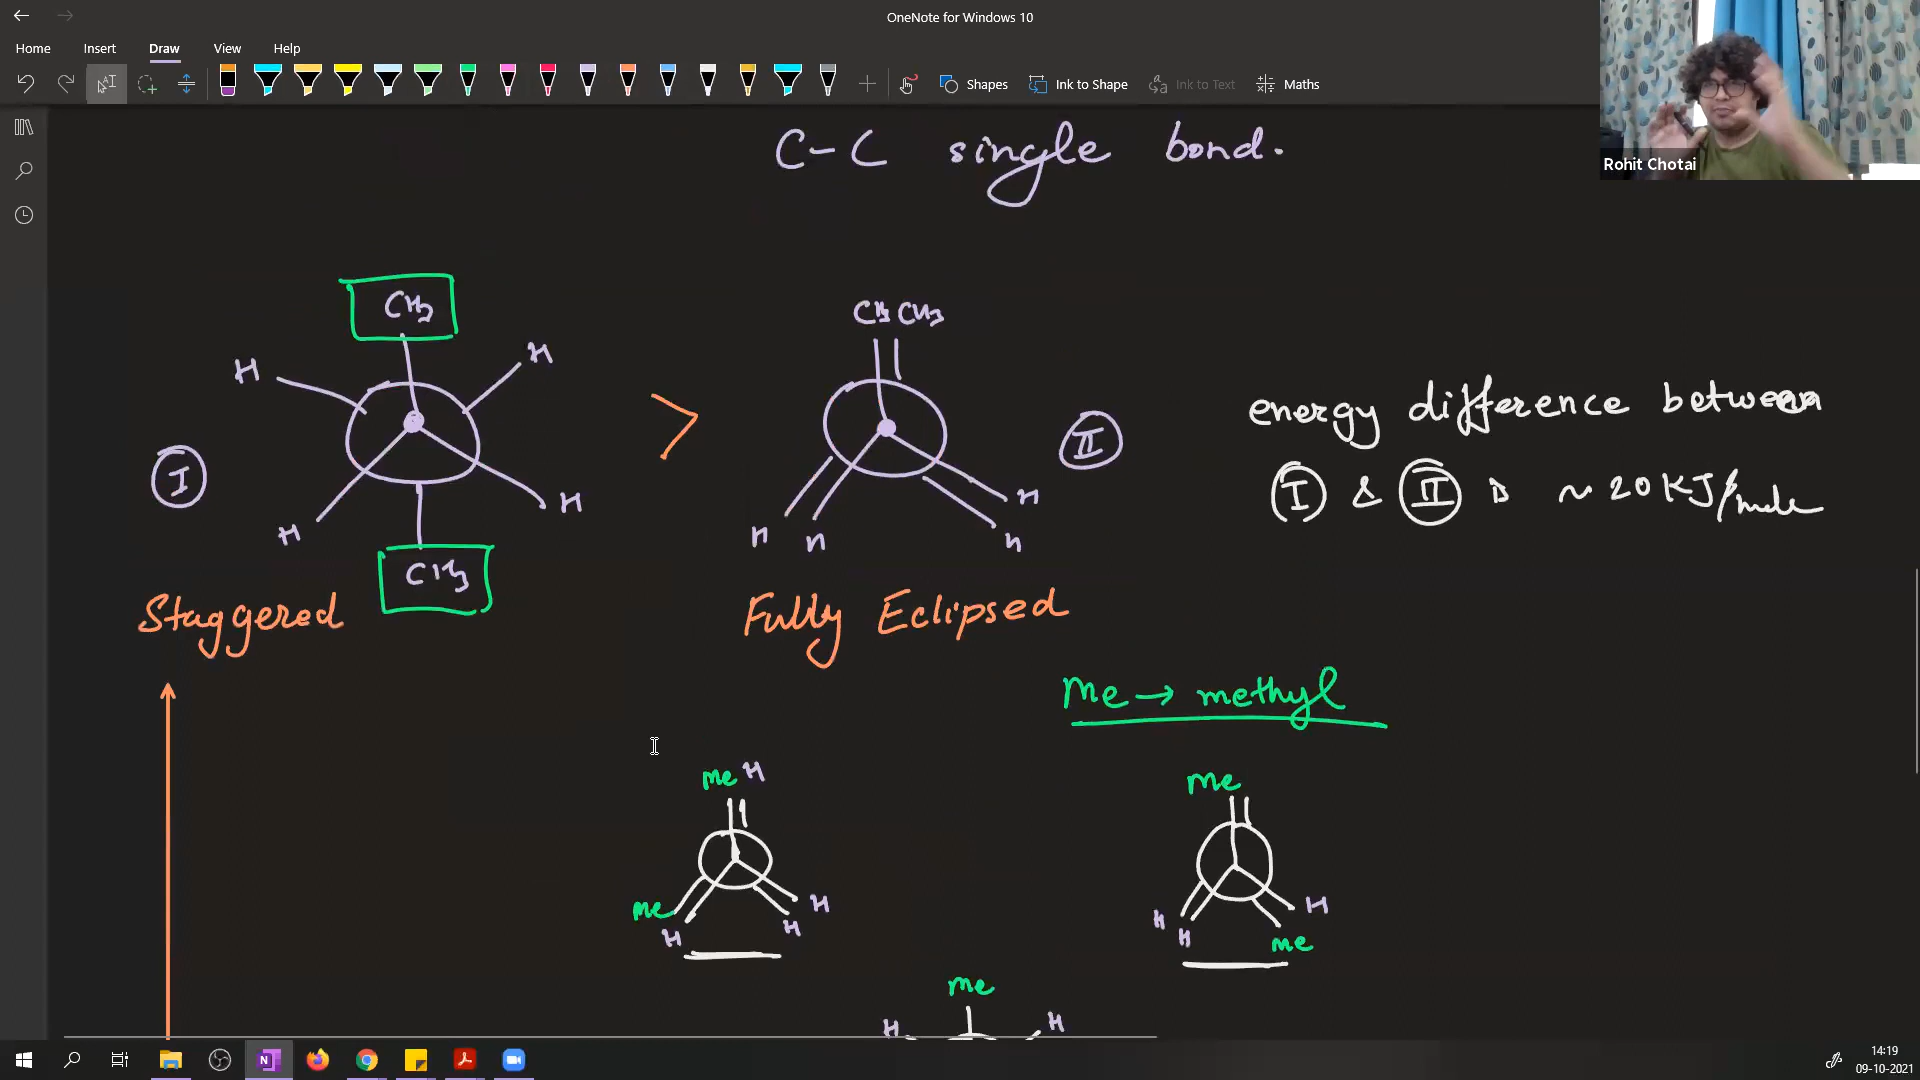 OneNote for Windows 10
Home Insert Draw View Help
Shapes Ink to Shape Ink to Text Maths
Rohit Chotai
C-C single bond.
CH3
H H
I
H H
CH3
Staggered
>
CH3 CH3
II
H H H H
Fully Eclipsed
energy difference between
I & II is ~ 20 KJ/mole
Me → methyl
Me H
Me H H H
Me
H H H Me
Me
H H
14:19
09-10-2021